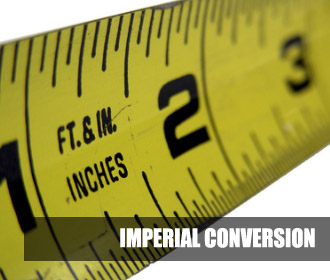 1
2
3
FT. & IN.
INCHES
IMPERIAL CONVERSION